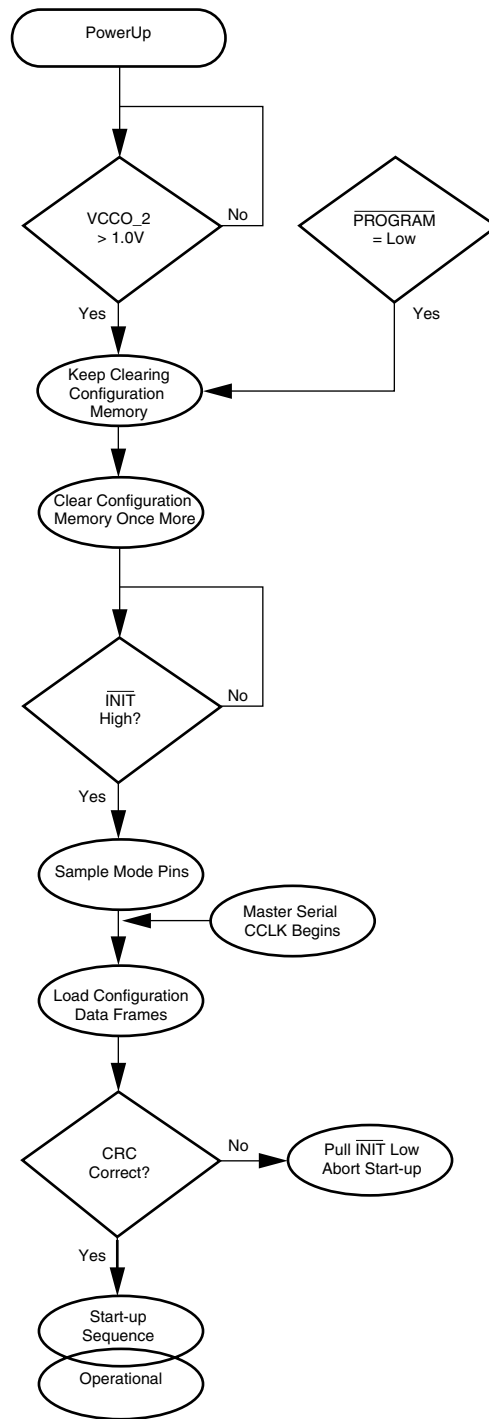 PowerUp
VCCO_2
> 1.0V
No
Yes
PROGRAM
= Low
Yes
Keep Clearing
Configuration
Memory
Clear Configuration
Memory Once More
INIT
High?
No
Yes
Sample Mode Pins
Master Serial
CCLK Begins
Load Configuration
Data Frames
CRC
Correct?
No
Pull INIT Low
Abort Start-up
Yes
Start-up
Sequence
Operational